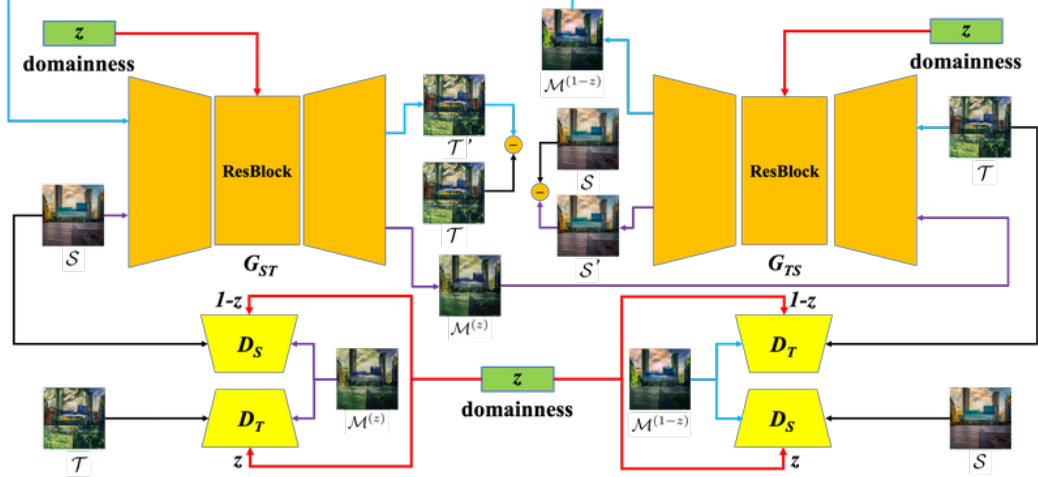 z
domainness
z
domainness
M^(1-z)
ResBlock
ResBlock
T'
S
T
S
T
S'
G_ST
G_TS
M^(z)
1-z
1-z
D_S
D_T
z
domainness
M^(z)
M^(1-z)
D_T
D_S
T
z
z
S